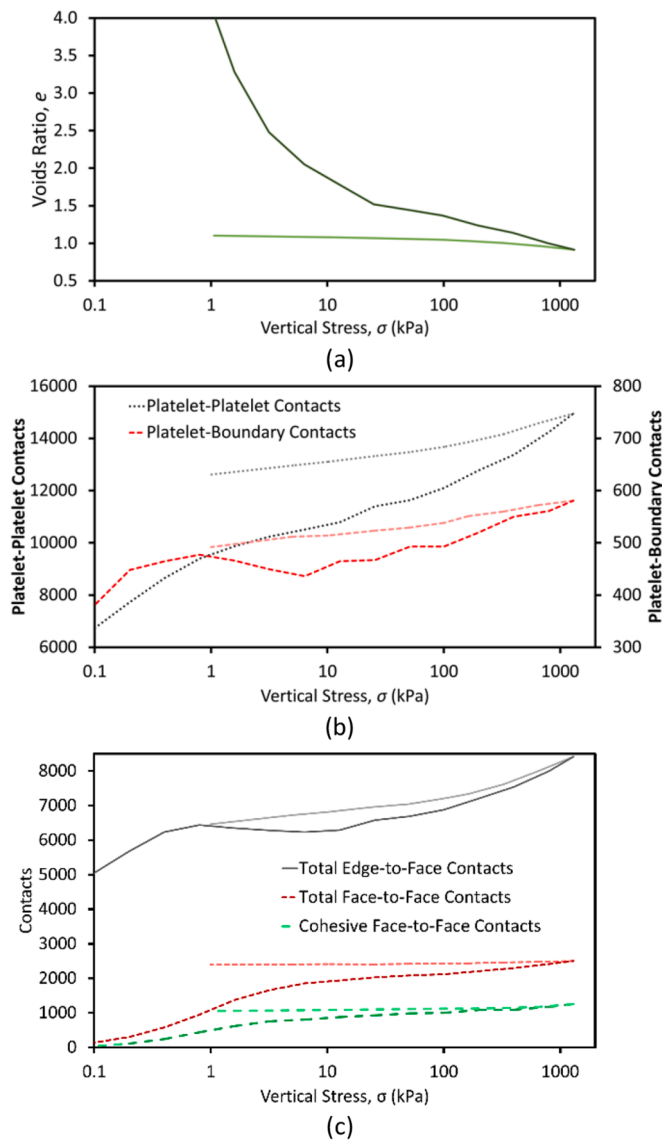 4.0
3.5
3.0
2.5
2.0
1.5
1.0
0.5
Voids Ratio, e
0.1 1 10 100 1000
Vertical Stress, σ (kPa)
(a)
16000
14000
12000
10000
8000
6000
Platelet-Platelet Contacts
Platelet-Platelet Contacts
Platelet-Boundary Contacts
800
700
600
500
400
300
Platelet-Boundary Contacts
0.1 1 10 100 1000
Vertical Stress, σ (kPa)
(b)
8000
7000
6000
5000
4000
3000
2000
1000
0
Contacts
Total Edge-to-Face Contacts
Total Face-to-Face Contacts
Cohesive Face-to-Face Contacts
0.1 1 10 100 1000
Vertical Stress, σ (kPa)
(c)